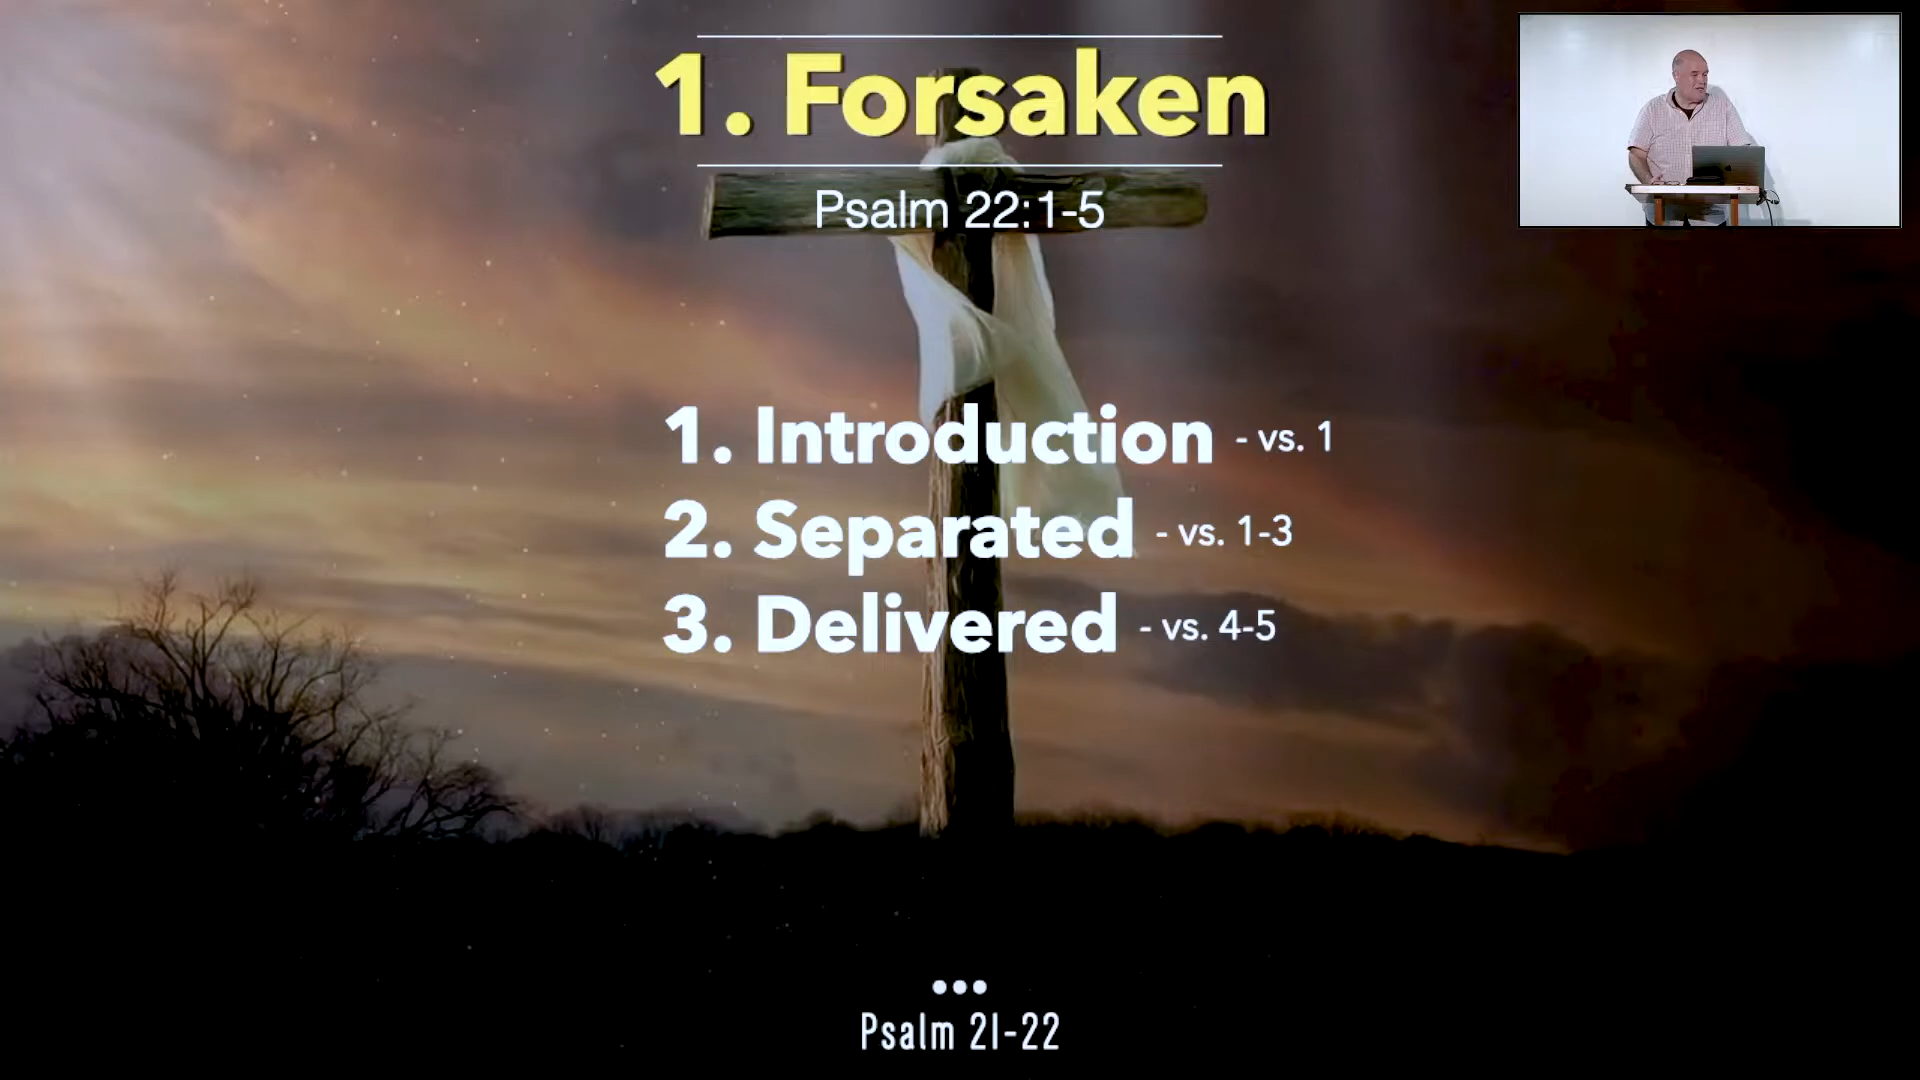 1. Forsaken
Psalm 22:1-5
1. Introduction - vs. 1
2. Separated - vs. 1-3
3. Delivered - vs. 4-5
•••
Psalm 21-22